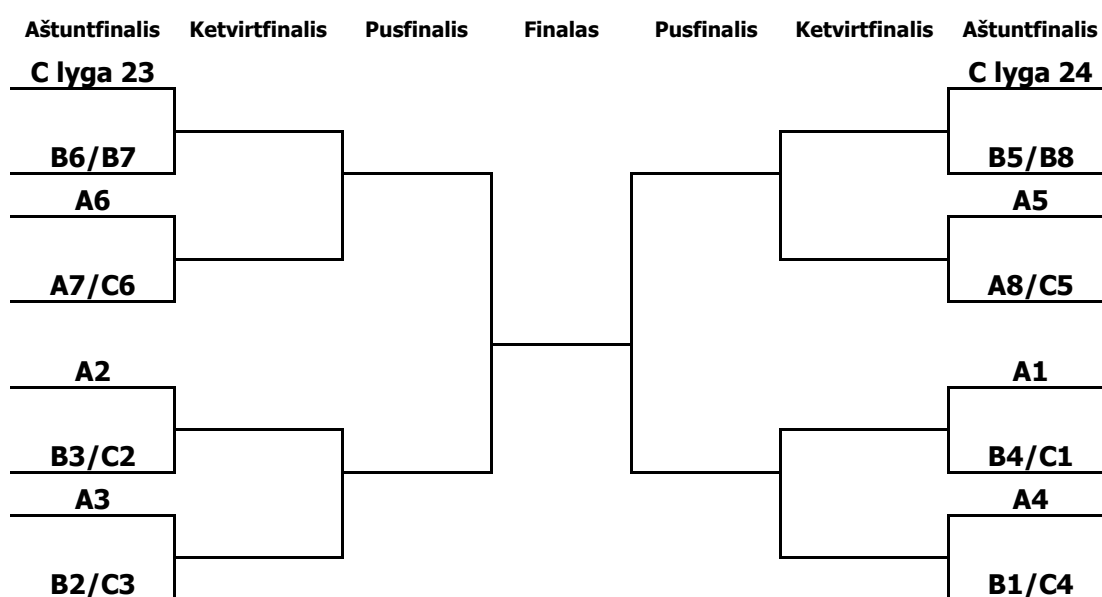 Aštuntfinalis Ketvirtfinalis Pusfinalis Finalas Pusfinalis Ketvirtfinalis Aštuntfinalis
C lyga 23 C lyga 24
B6/B7 B5/B8
A6 A5
A7/C6 A8/C5
A2 A1
B3/C2 B4/C1
A3 A4
B2/C3 B1/C4